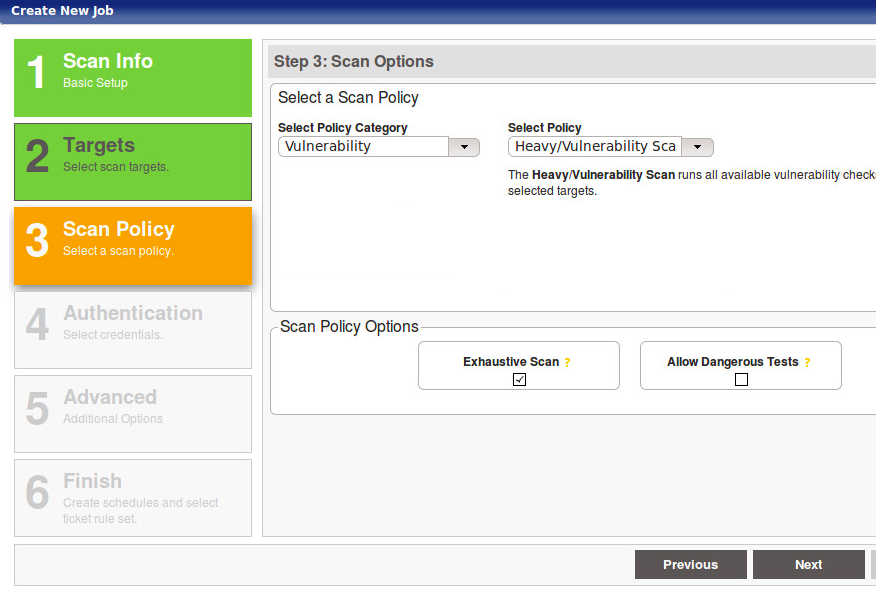 Create New Job
1 Scan Info
Basic Setup
2 Targets
Select scan targets.
3 Scan Policy
Select a scan policy.
4 Authentication
Select credentials.
5 Advanced
Additional Options
6 Finish
Create schedules and select
ticket rule set.
Step 3: Scan Options
Select a Scan Policy
Select Policy Category
Vulnerability
Select Policy
Heavy/Vulnerability Sca
The Heavy/Vulnerability Scan runs all available vulnerability check
selected targets.
Scan Policy Options
Exhaustive Scan ?
Allow Dangerous Tests ?
Previous
Next